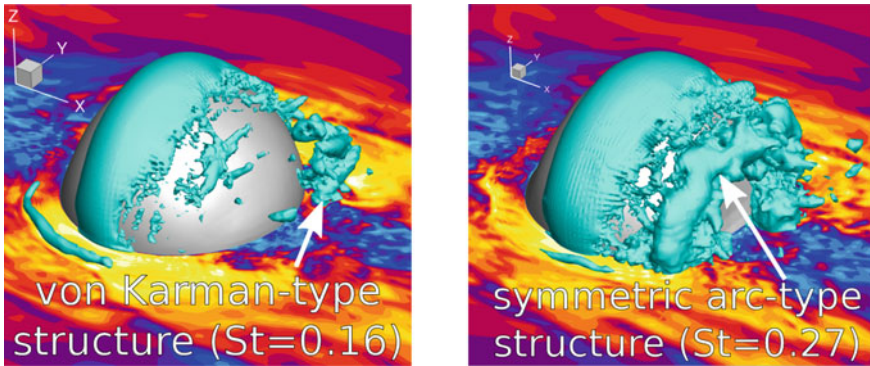 Z
Y
X
von Karman-type
structure (St=0.16)
Z
Y
X
symmetric arc-type
structure (St=0.27)